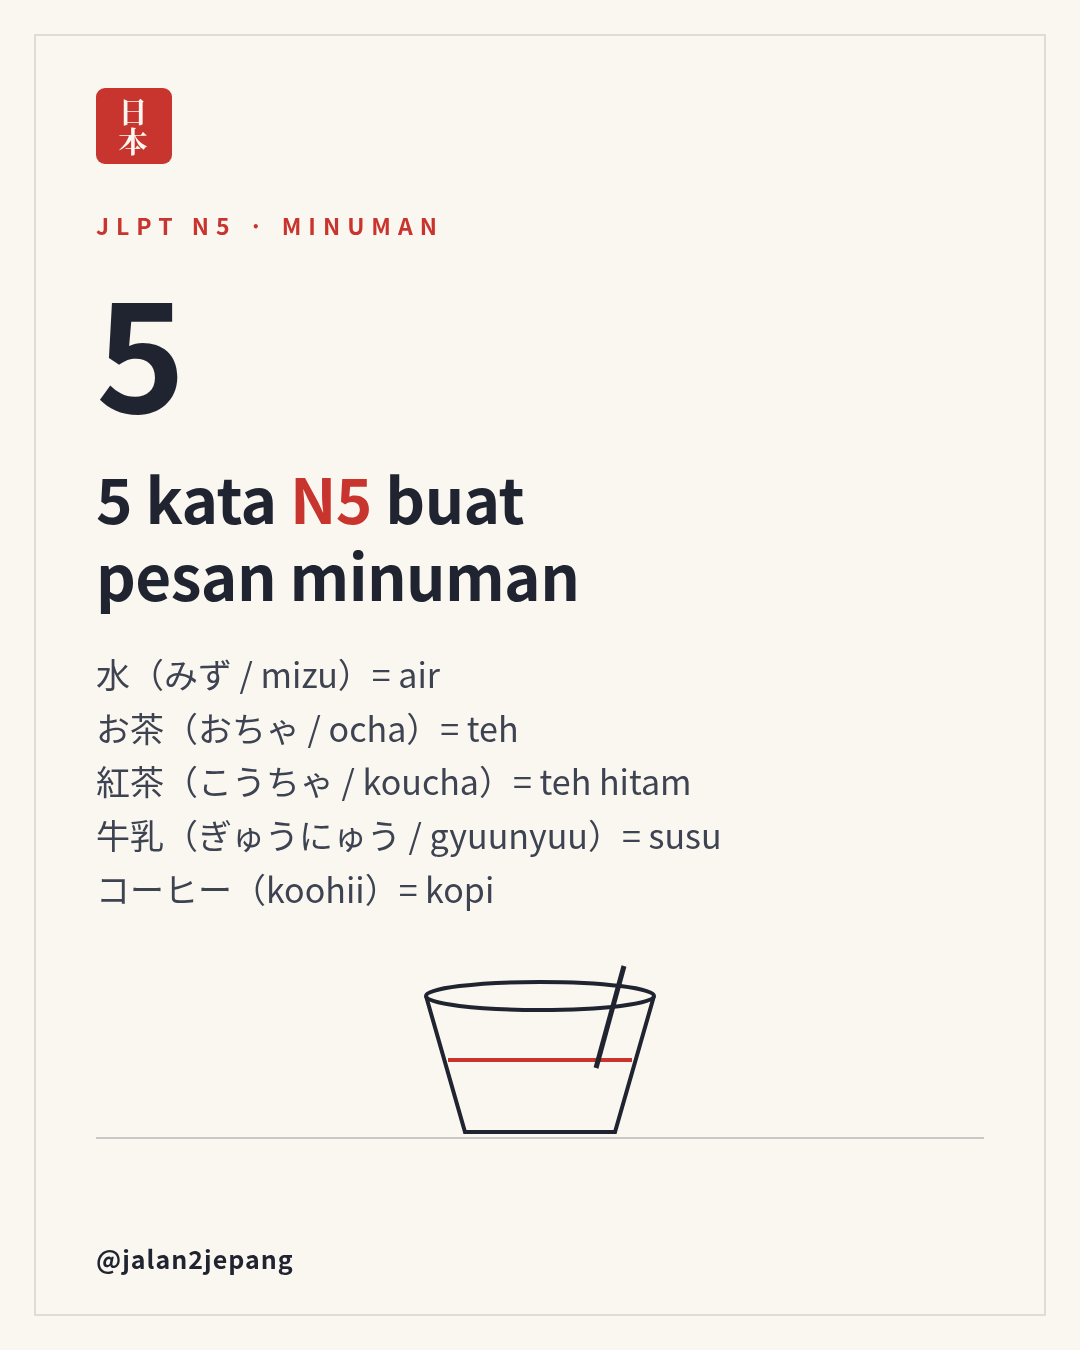 日本
JLPT N5 · MINUMAN
5
5 kata N5 buat
pesan minuman
水（みず / mizu）= air
お茶（おちゃ / ocha）= teh
紅茶（こうちゃ / koucha）= teh hitam
牛乳（ぎゅうにゅう / gyuunyuu）= susu
コーヒー（koohii）= kopi
@jalan2jepang